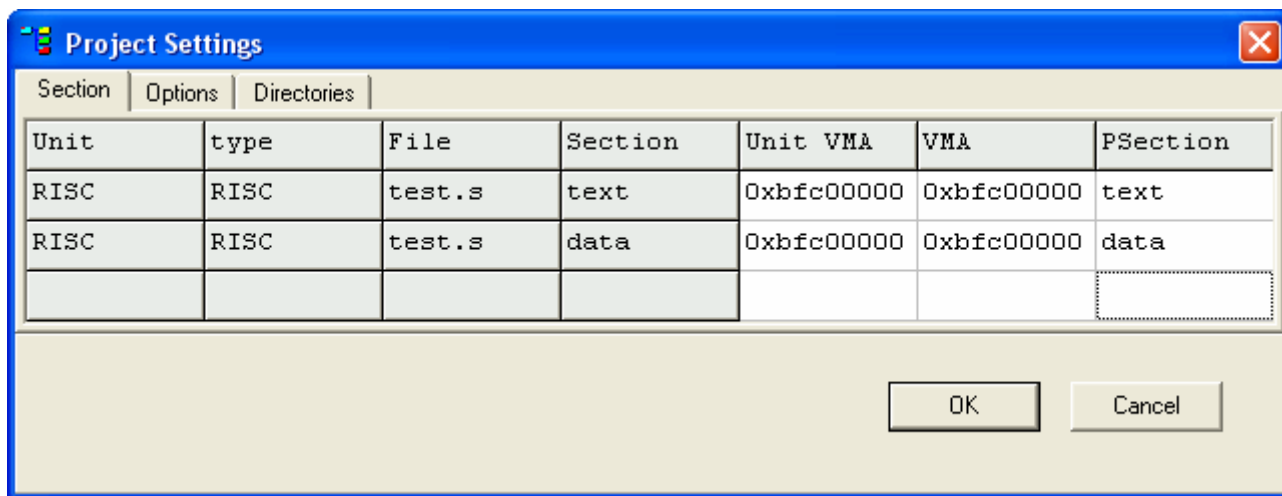 Project Settings
Section Options Directories
Unit type File Section Unit VMA VMA PSection
RISC RISC test.s text 0xbfc00000 0xbfc00000 text
RISC RISC test.s data 0xbfc00000 0xbfc00000 data
OK Cancel